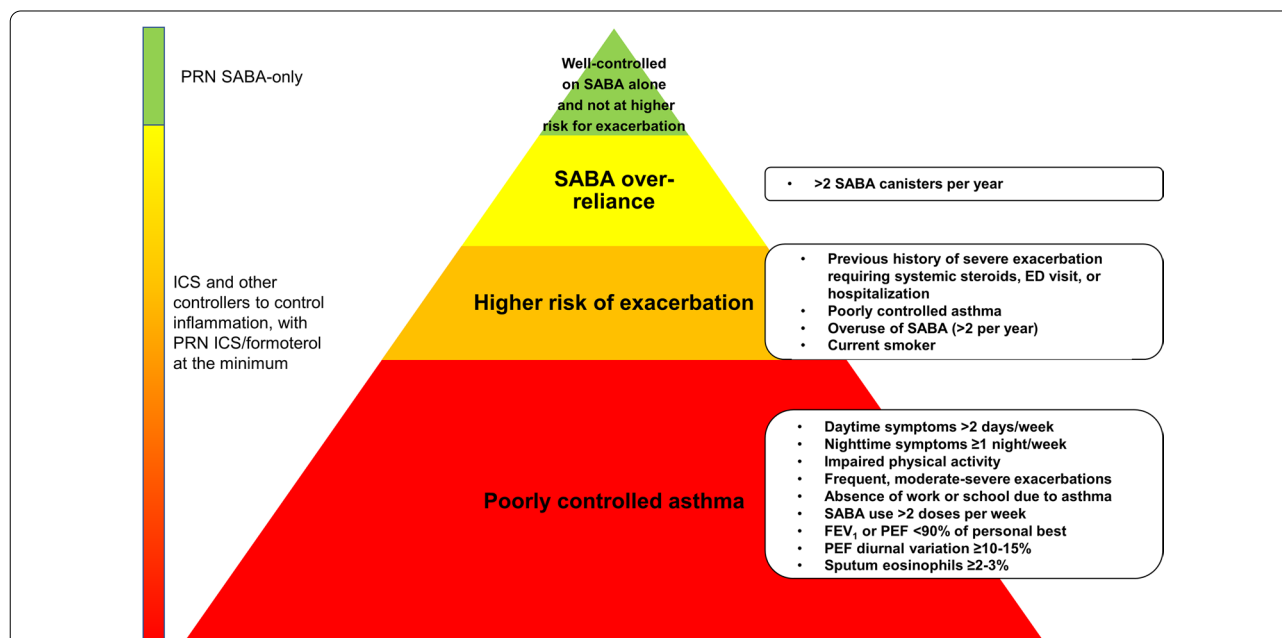 PRN SABA-only
ICS and other
controllers to control
inflammation, with
PRN ICS/formoterol
at the minimum
Well-controlled
on SABA alone
and not at higher
risk for exacerbation
SABA over-
reliance
• >2 SABA canisters per year
Higher risk of exacerbation
• Previous history of severe exacerbation
requiring systemic steroids, ED visit, or
hospitalization
• Poorly controlled asthma
• Overuse of SABA (>2 per year)
• Current smoker
Poorly controlled asthma
• Daytime symptoms >2 days/week
• Nighttime symptoms ≥1 night/week
• Impaired physical activity
• Frequent, moderate-severe exacerbations
• Absence of work or school due to asthma
• SABA use >2 doses per week
• FEV₁ or PEF <90% of personal best
• PEF diurnal variation ≥10-15%
• Sputum eosinophils ≥2-3%